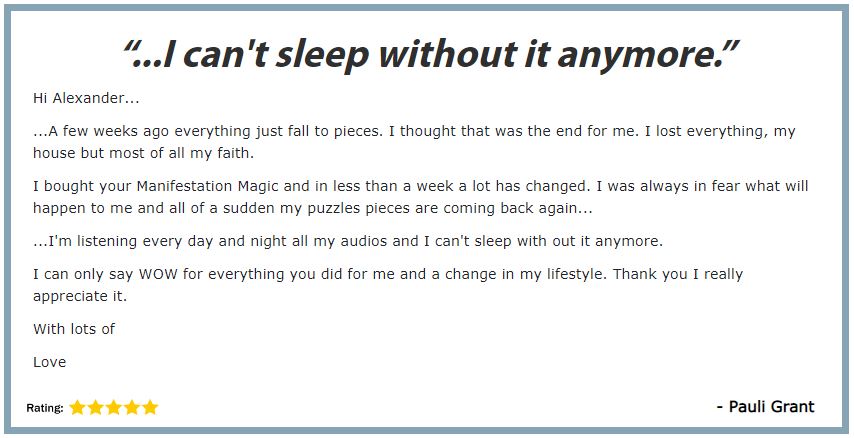 “...I can't sleep without it anymore.”
Hi Alexander...
...A few weeks ago everything just fall to pieces. I thought that was the end for me. I lost everything, my
house but most of all my faith.
I bought your Manifestation Magic and in less than a week a lot has changed. I was always in fear what will
happen to me and all of a sudden my puzzles pieces are coming back again...
...I'm listening every day and night all my audios and I can't sleep with out it anymore.
I can only say WOW for everything you did for me and a change in my lifestyle. Thank you I really
appreciate it.
With lots of
Love
Rating:
- Pauli Grant